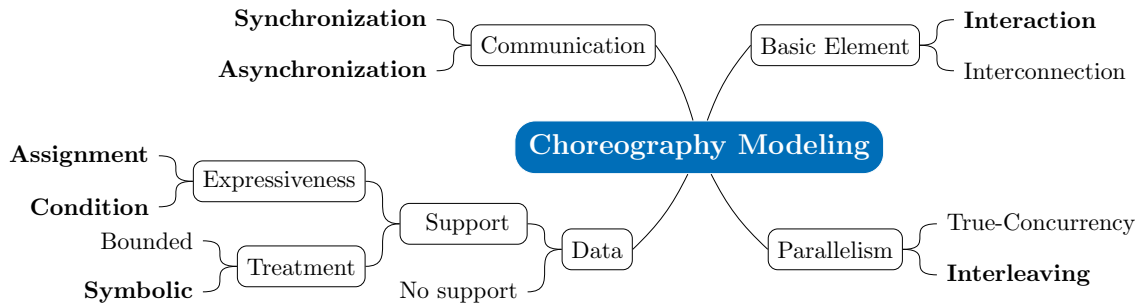 Synchronization
Communication
Asynchronization
Basic Element
Interaction
Interconnection
Choreography Modeling
Assignment
Expressiveness
Condition
Support
Bounded
Treatment
Symbolic
Data
No support
Parallelism
True-Concurrency
Interleaving